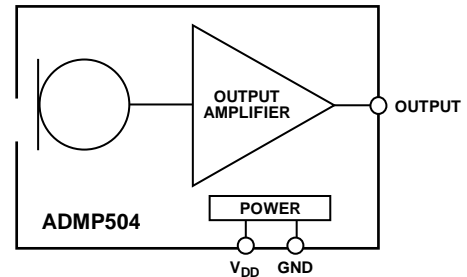 OUTPUT
AMPLIFIER
OUTPUT
ADMP504
POWER
VDD GND